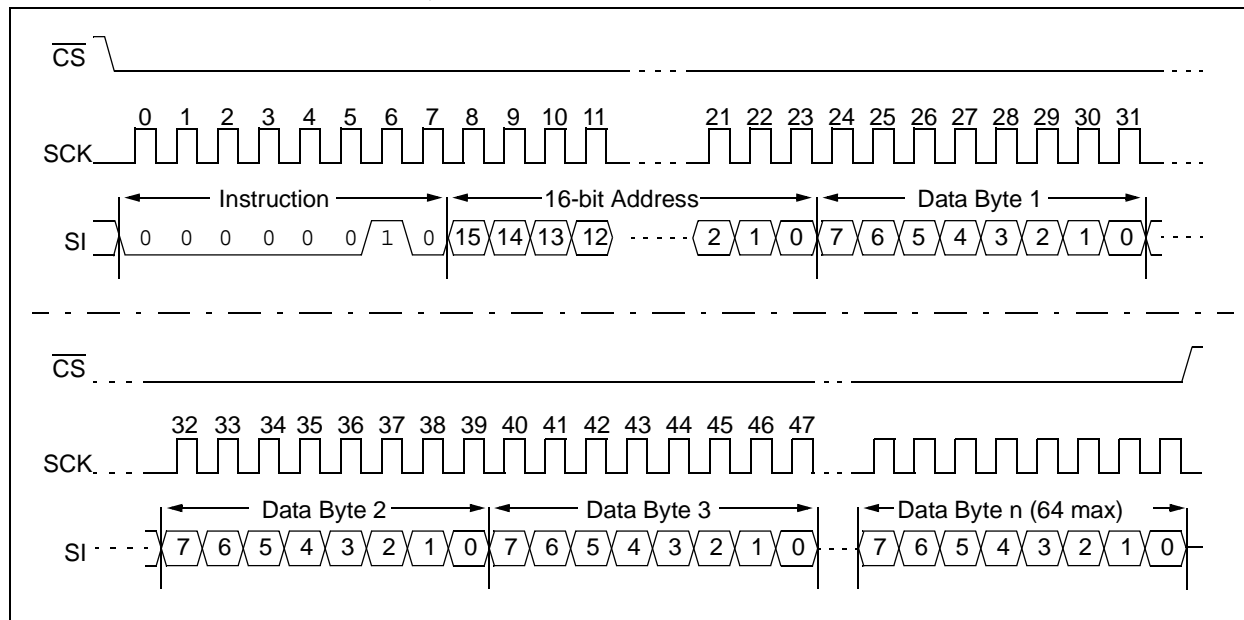 CS
0 1 2 3 4 5 6 7 8 9 10 11 21 22 23 24 25 26 27 28 29 30 31
SCK
Instruction 16-bit Address Data Byte 1
SI 0 0 0 0 0 0 1 0 15 14 13 12 2 1 0 7 6 5 4 3 2 1 0
CS
32 33 34 35 36 37 38 39 40 41 42 43 44 45 46 47
SCK
Data Byte 2 Data Byte 3 Data Byte n (64 max)
SI 7 6 5 4 3 2 1 0 7 6 5 4 3 2 1 0 7 6 5 4 3 2 1 0